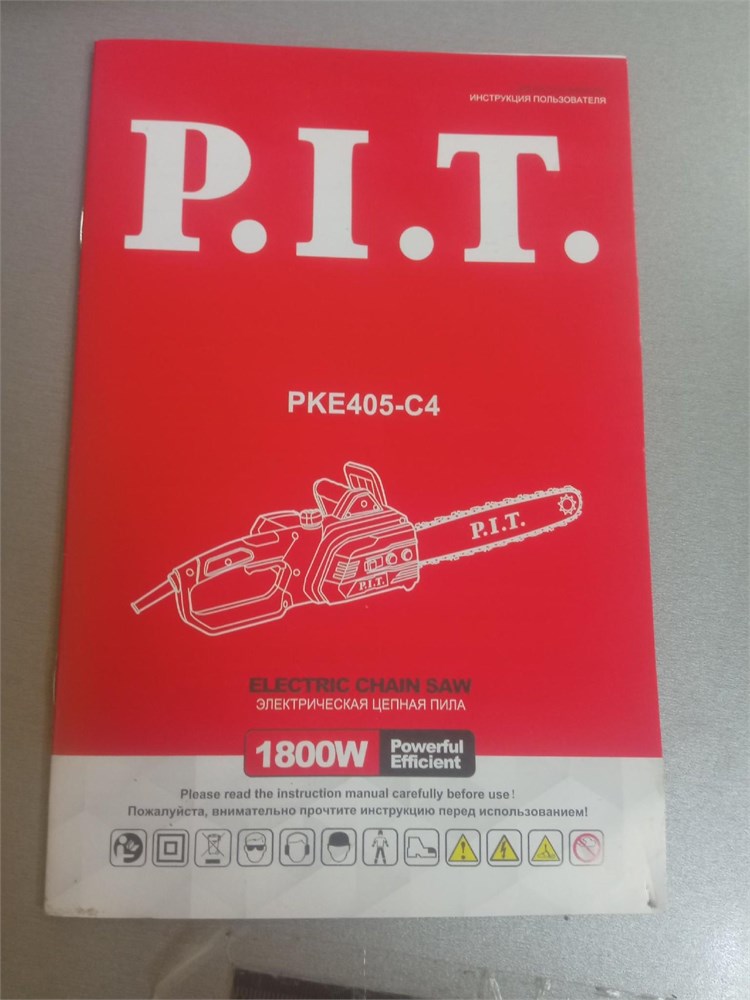 ИНСТРУКЦИЯ ПОЛЬЗОВАТЕЛЯ
P.I.T.
PKE405-C4
P.I.T.
P.I.T.
ELECTRIC CHAIN SAW
ЭЛЕКТРИЧЕСКАЯ ЦЕПНАЯ ПИЛА
1800W Powerful
Efficient
Please read the instruction manual carefully before use!
Пожалуйста, внимательно прочтите инструкцию перед использованием!